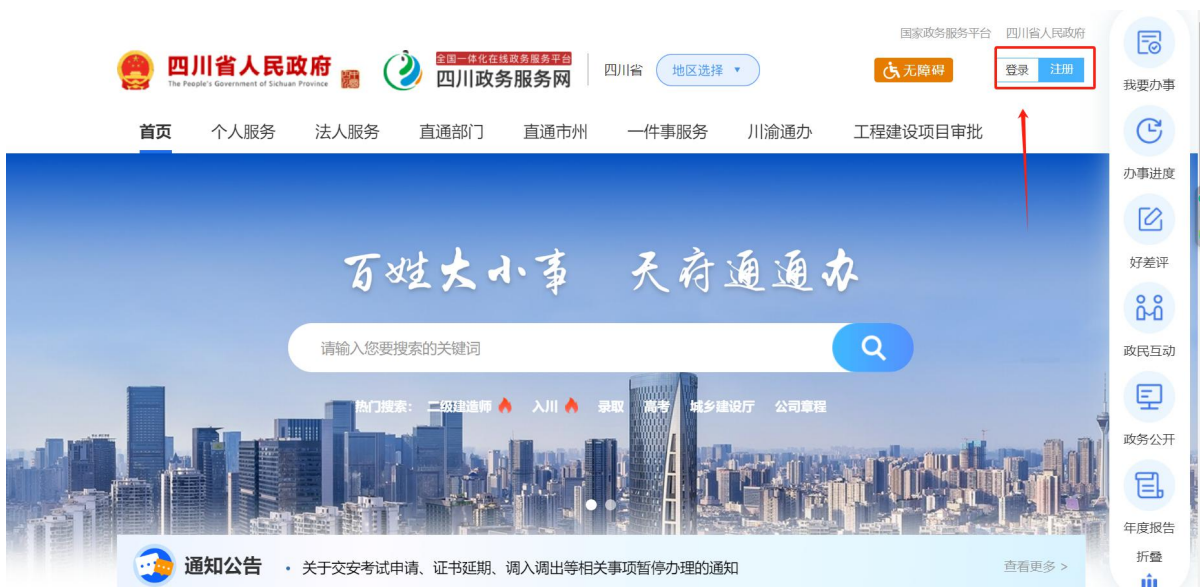 国家政务服务平台 四川省人民政府
四川省人民政府
The People's Government of Sichuan Province
全国一体化在线政务服务平台
四川政务服务网
四川省 地区选择
无障碍
登录 注册
首页 个人服务 法人服务 直通部门 直通市州 一件事服务 川渝通办 工程建设项目审批
百姓大小事 天府通通办
请输入您要搜索的关键词
热门搜索: 二级建造师 入川 录取 高考 城乡建设厅 公司章程
通知公告 · 关于交安考试申请、证书延期、调入调出等相关事项暂停办理的通知 查看更多 >
我要办事
办事进度
好差评
政民互动
政务公开
年度报告
折叠